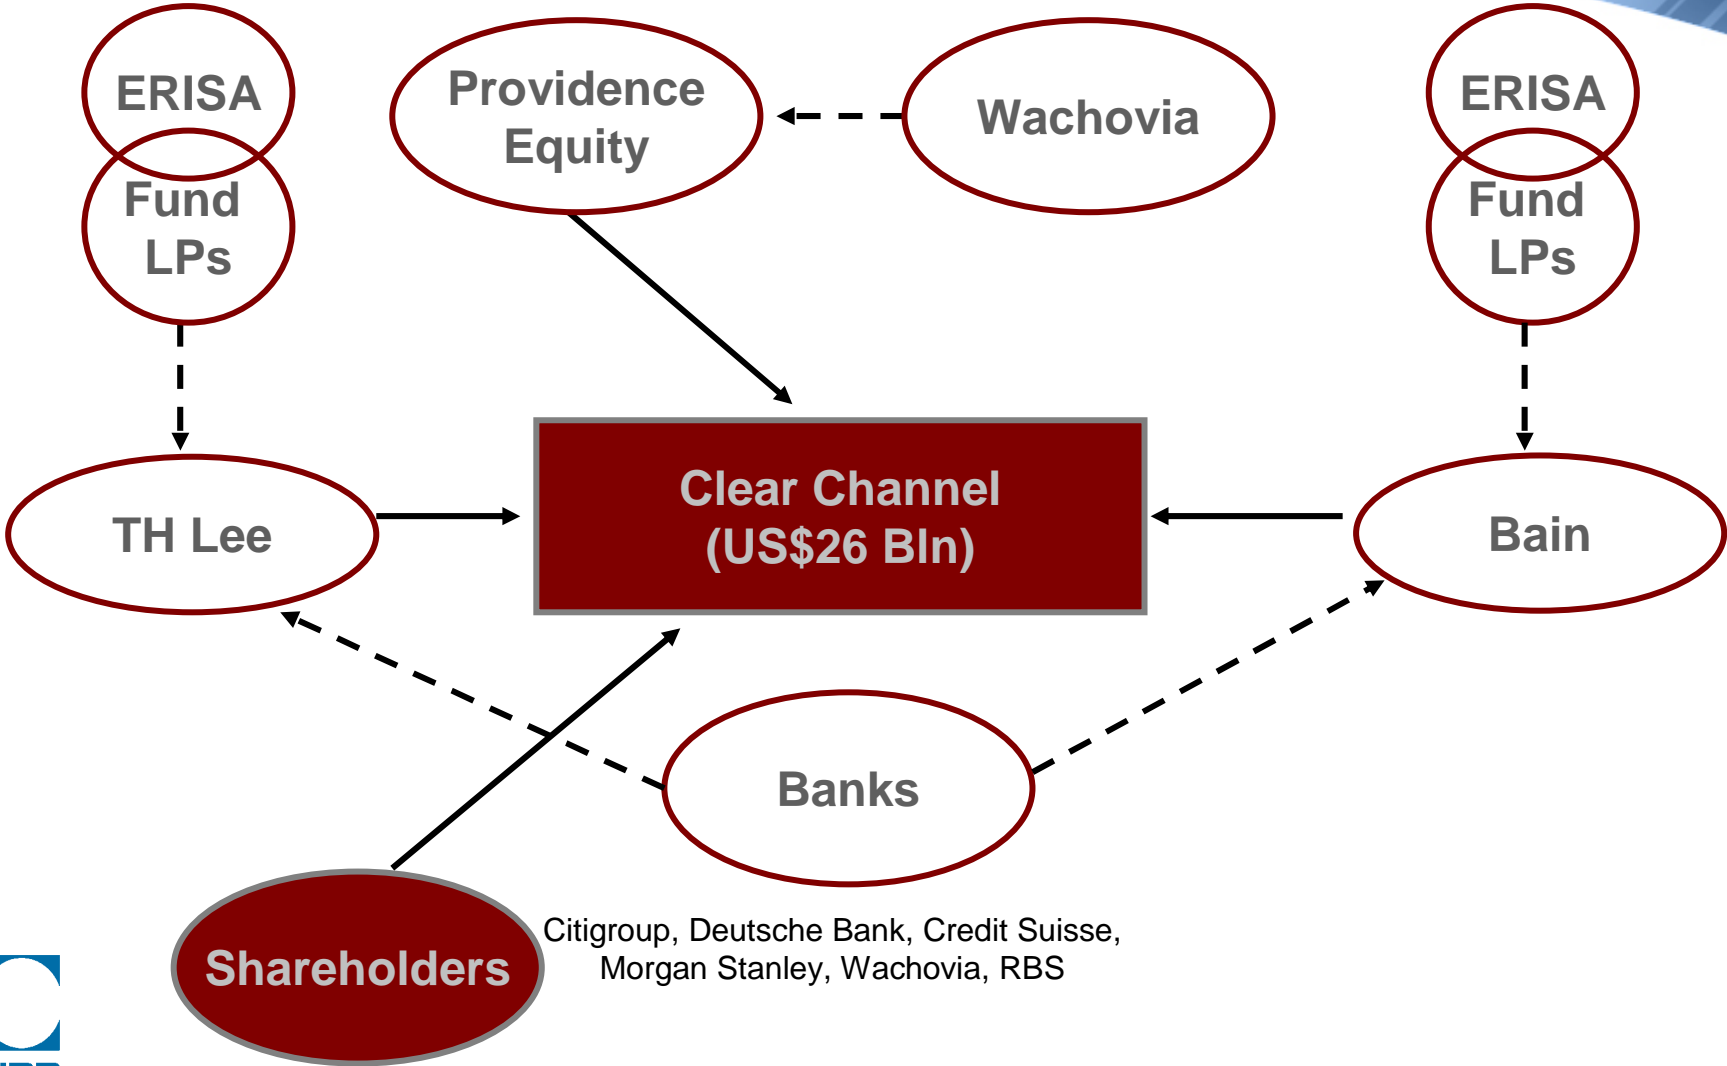 ERISA
Fund
LPs
Providence
Equity
Wachovia
ERISA
Fund
LPs
TH Lee
Clear Channel
(US$26 Bln)
Bain
Banks
Shareholders
Citigroup, Deutsche Bank, Credit Suisse,
Morgan Stanley, Wachovia, RBS